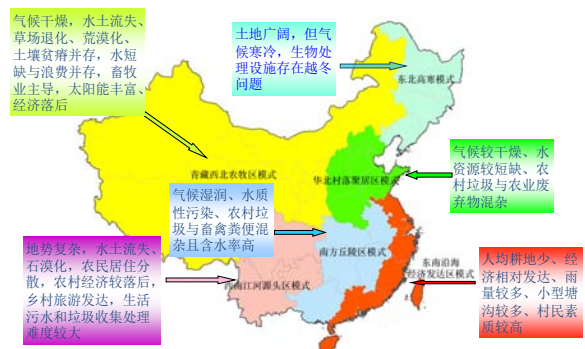 气候干燥，水土流失、
草场退化、荒漠化、
土壤贫瘠并存，水短
缺与浪费并存，畜牧
业主导，太阳能丰富、
经济落后
土地广阔，但气
候寒冷，生物处
理设施存在越冬
问题
东北高寒模式
青藏西北农牧区模式
华北村落聚居区模式
气候较干燥、水
资源较短缺、农
村垃圾与农业废
弃物混杂
气候湿润、水质
性污染、农村垃
圾与畜禽粪便混
杂且含水率高
南方丘陵区模式
地势复杂，水土流失、
石漠化，农民居住分
散，农村经济较落后，
乡村旅游发达，生活
污水和垃圾收集处理
难度较大
西南江河源头区模式
东南沿海
经济发达区模式
人均耕地少、经
济相对发达、雨
量较多、小型塘
沟较多、村民素
质较高